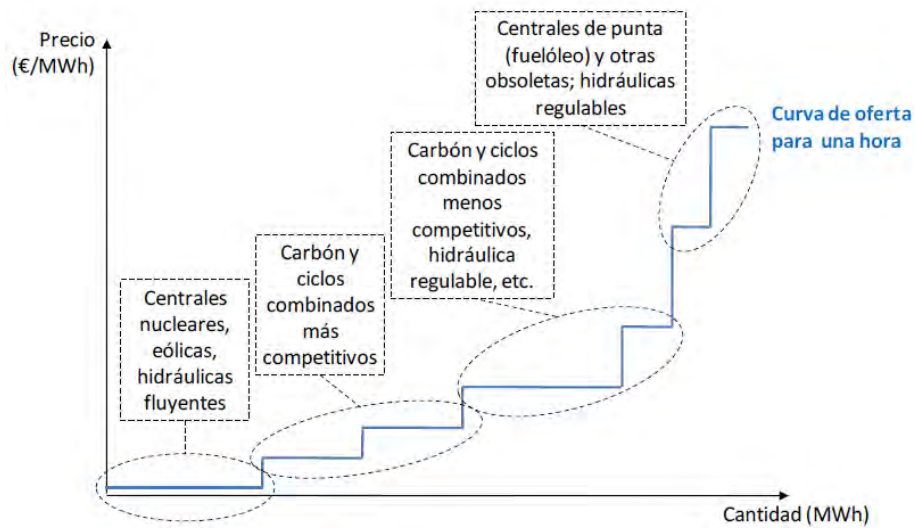 Precio
(€/MWh)
Centrales de punta
(fuelóleo) y otras
obsoletas; hidráulicas
regulables
Curva de oferta
para una hora
Carbón y ciclos
combinados
menos
competitivos,
hidráulica
regulable, etc.
Carbón y
ciclos
combinados
más
competitivos
Centrales
nucleares,
eólicas,
hidráulicas
fluyentes
Cantidad (MWh)